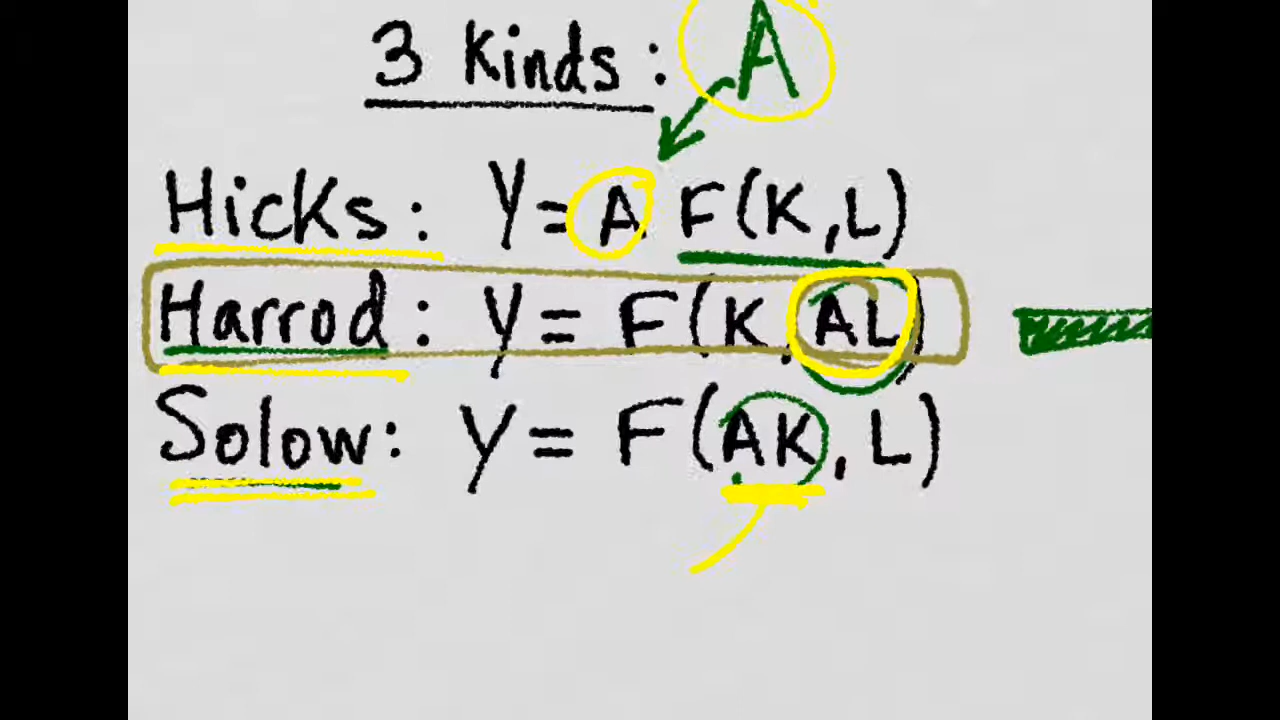 3 Kinds: A
Hicks: Y = A F(K,L)
Harrod: Y = F(K,AL)
Solow: Y = F(AK,L)